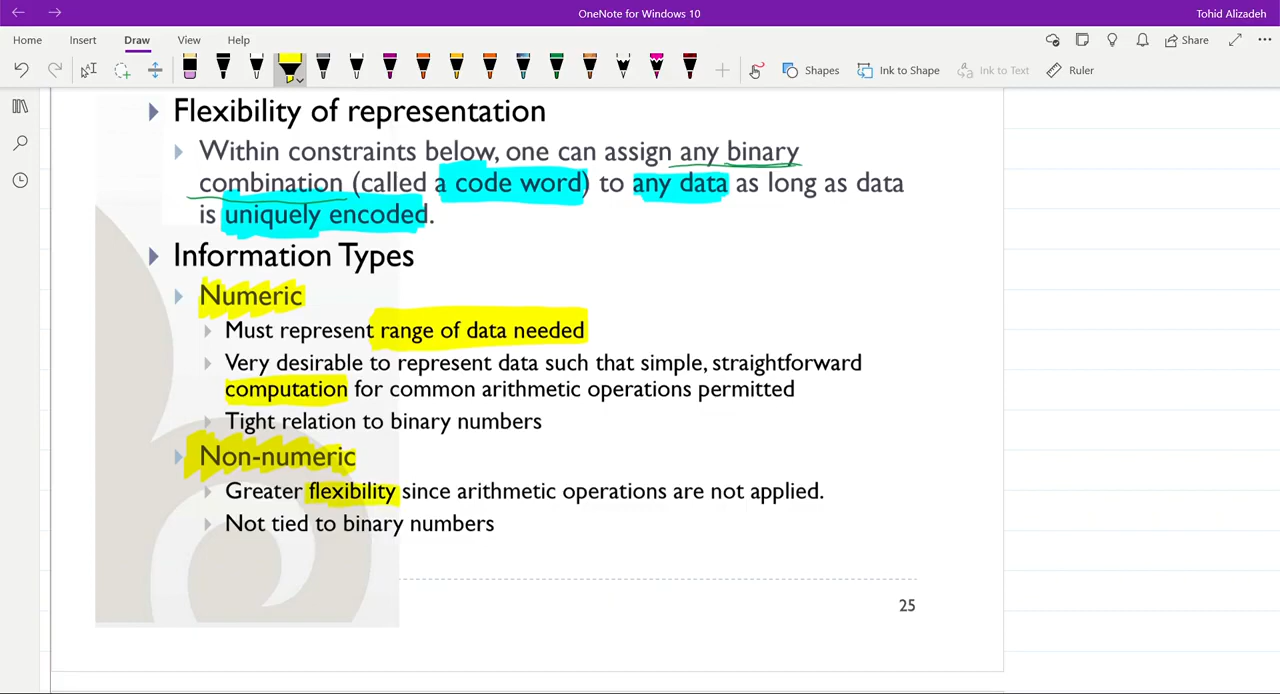 OneNote for Windows 10
Tohid Alizadeh
Home Insert Draw View Help
Share
Shapes Ink to Shape Ink to Text Ruler
Flexibility of representation
Within constraints below, one can assign any binary
combination (called a code word) to any data as long as data
is uniquely encoded.
Information Types
Numeric
Must represent range of data needed
Very desirable to represent data such that simple, straightforward
computation for common arithmetic operations permitted
Tight relation to binary numbers
Non-numeric
Greater flexibility since arithmetic operations are not applied.
Not tied to binary numbers
25